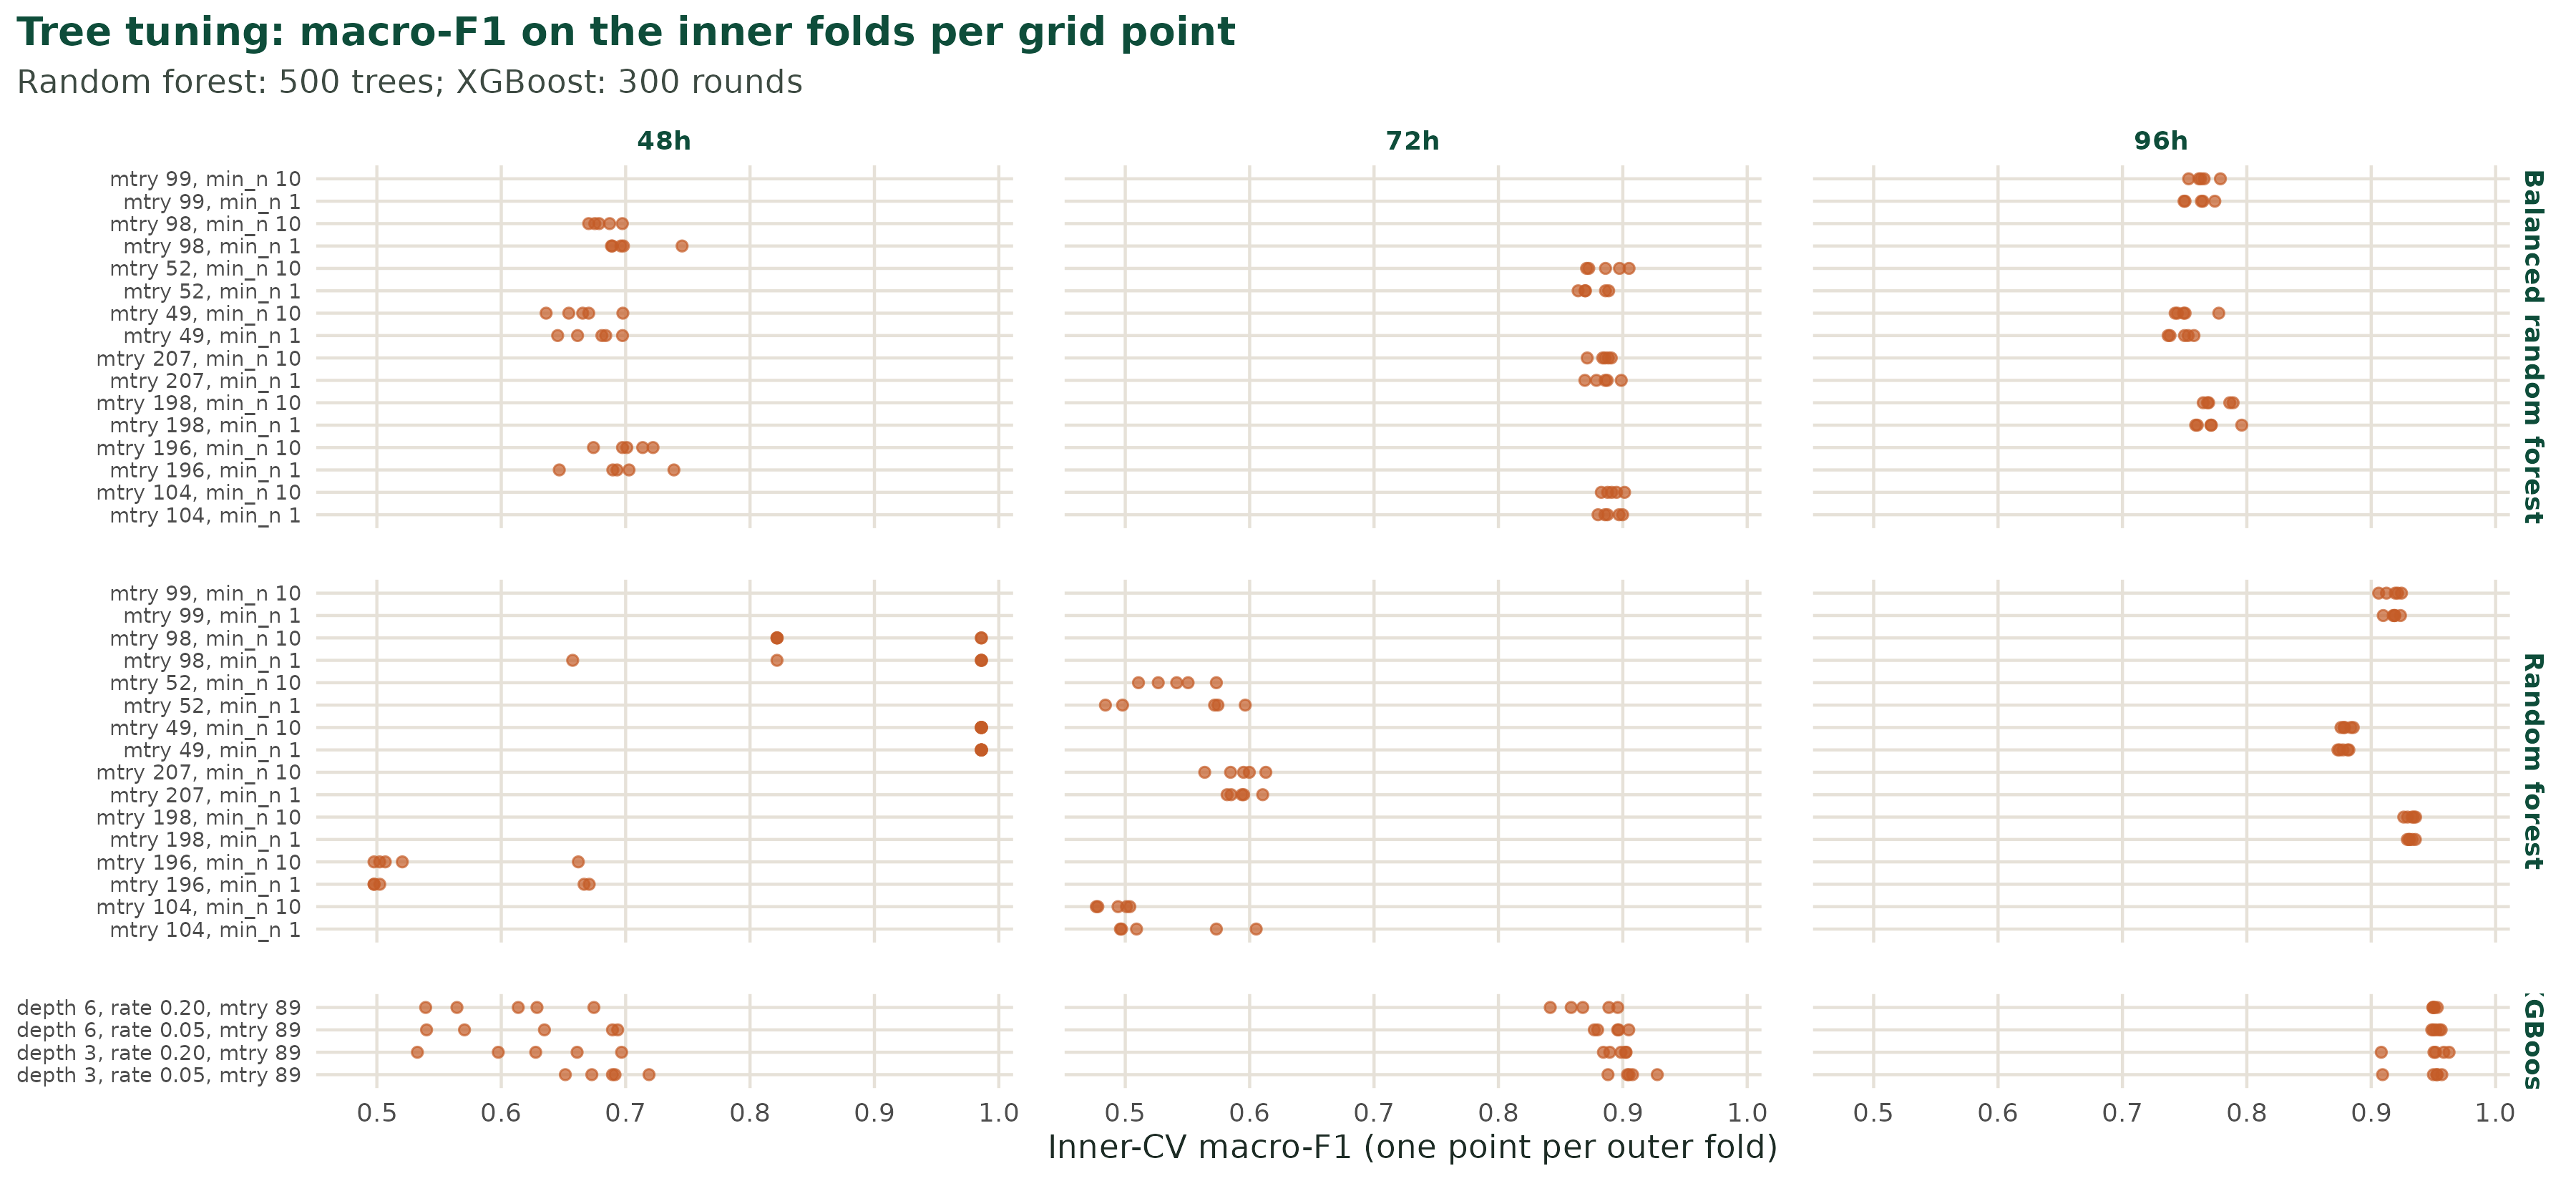 Tree tuning: macro-F1 on the inner folds per grid point
Random forest: 500 trees; XGBoost: 300 rounds
48h
72h
96h
mtry 99, min_n 10
mtry 99, min_n 1
mtry 98, min_n 10
mtry 98, min_n 1
mtry 52, min_n 10
mtry 52, min_n 1
mtry 49, min_n 10
mtry 49, min_n 1
mtry 207, min_n 10
mtry 207, min_n 1
mtry 198, min_n 10
mtry 198, min_n 1
mtry 196, min_n 10
mtry 196, min_n 1
mtry 104, min_n 10
mtry 104, min_n 1
Balanced random forest
mtry 99, min_n 10
mtry 99, min_n 1
mtry 98, min_n 10
mtry 98, min_n 1
mtry 52, min_n 10
mtry 52, min_n 1
mtry 49, min_n 10
mtry 49, min_n 1
mtry 207, min_n 10
mtry 207, min_n 1
mtry 198, min_n 10
mtry 198, min_n 1
mtry 196, min_n 10
mtry 196, min_n 1
mtry 104, min_n 10
mtry 104, min_n 1
Random forest
depth 6, rate 0.20, mtry 89
depth 6, rate 0.05, mtry 89
depth 3, rate 0.20, mtry 89
depth 3, rate 0.05, mtry 89
GBoos
0.5 0.6 0.7 0.8 0.9 1.0
0.5 0.6 0.7 0.8 0.9 1.0
0.5 0.6 0.7 0.8 0.9 1.0
Inner-CV macro-F1 (one point per outer fold)